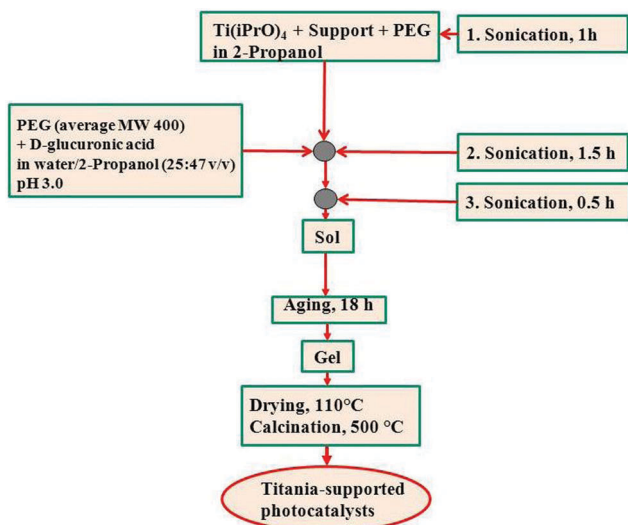 Ti(iPrO)₄ + Support + PEG
in 2-Propanol
1. Sonication, 1h
PEG (average MW 400)
+ D-glucuronic acid
in water/2-Propanol (25:47 v/v)
pH 3.0
2. Sonication, 1.5 h
3. Sonication, 0.5 h
Sol
Aging, 18 h
Gel
Drying, 110°C
Calcination, 500 °C
Titania-supported
photocatalysts